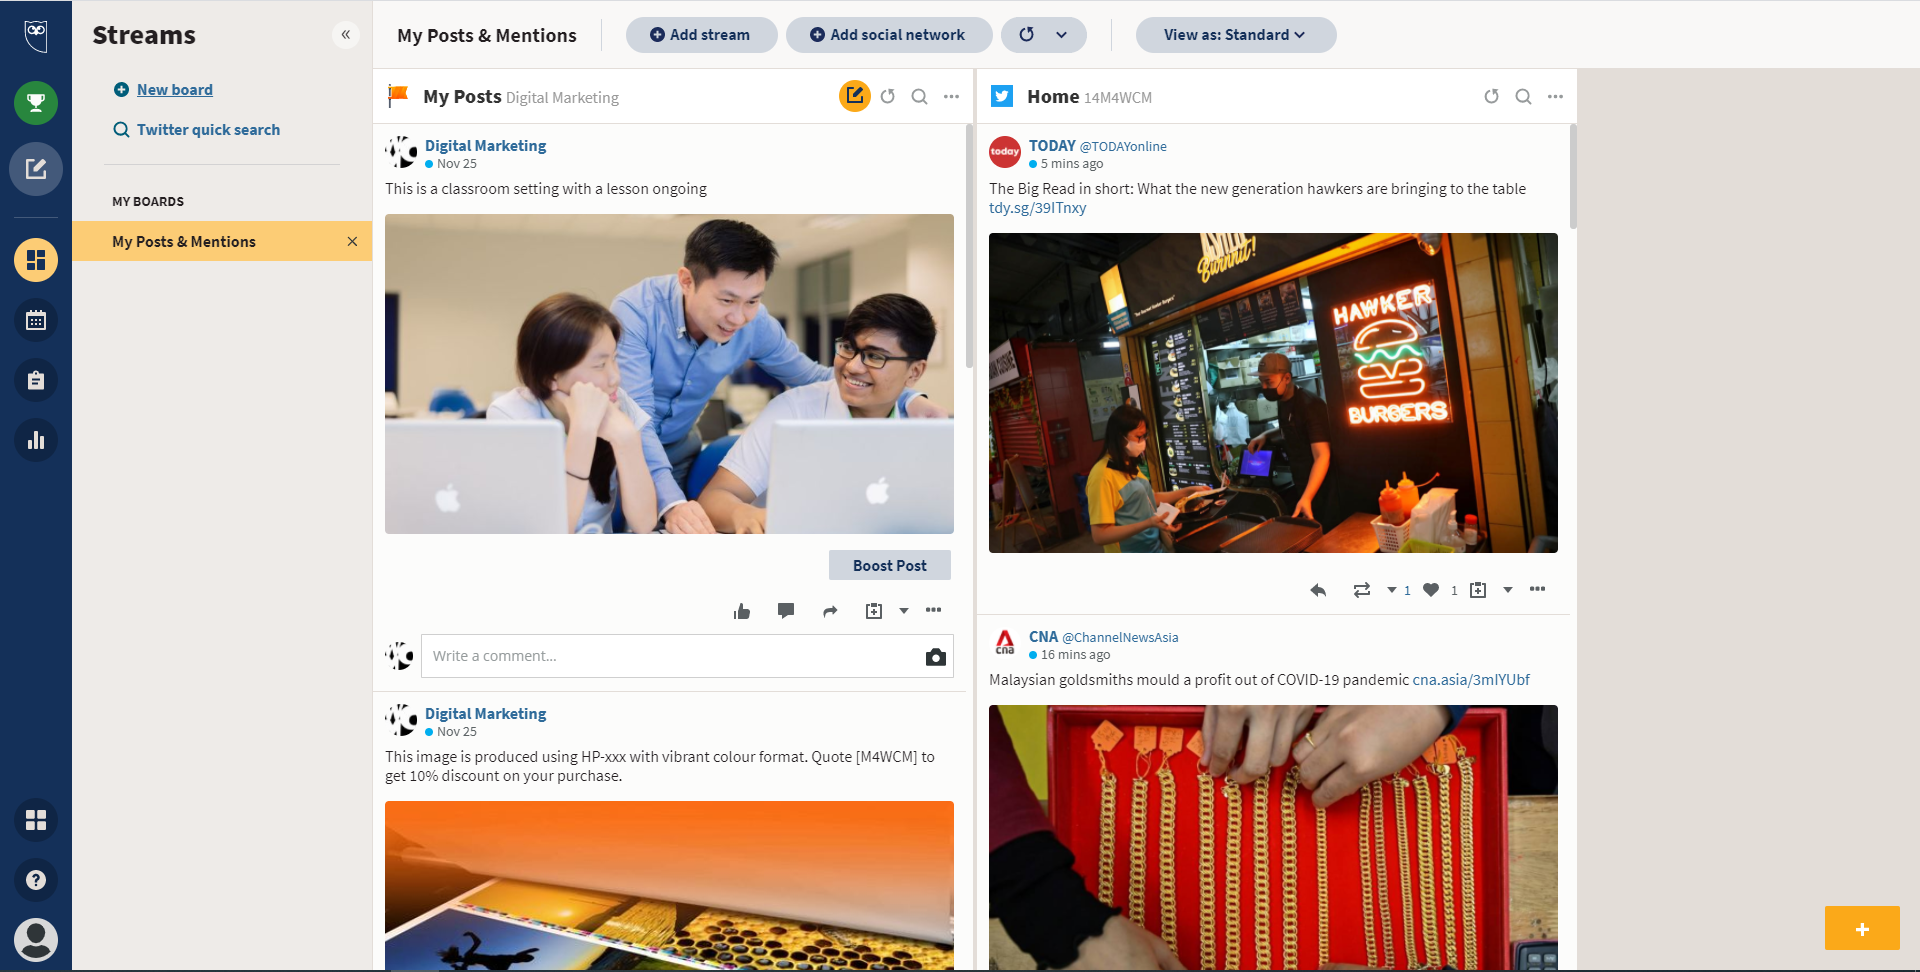 Streams
«
New board
Twitter quick search
MY BOARDS
My Posts & Mentions
My Posts & Mentions
Add stream
Add social network
View as: Standard
My Posts Digital Marketing
Digital Marketing
Nov 25
This is a classroom setting with a lesson ongoing
Boost Post
Write a comment...
Digital Marketing
Nov 25
This image is produced using HP-xxx with vibrant colour format. Quote [M4WCM] to
get 10% discount on your purchase.
Home 14M4WCM
today
TODAY @TODAYonline
5 mins ago
The Big Read in short: What the new generation hawkers are bringing to the table
tdy.sg/39ITnxy
Burnnit!
HAWKER
BURGERS
1 1
cna
CNA @ChannelNewsAsia
16 mins ago
Malaysian goldsmiths mould a profit out of COVID-19 pandemic cna.asia/3mIYUbf